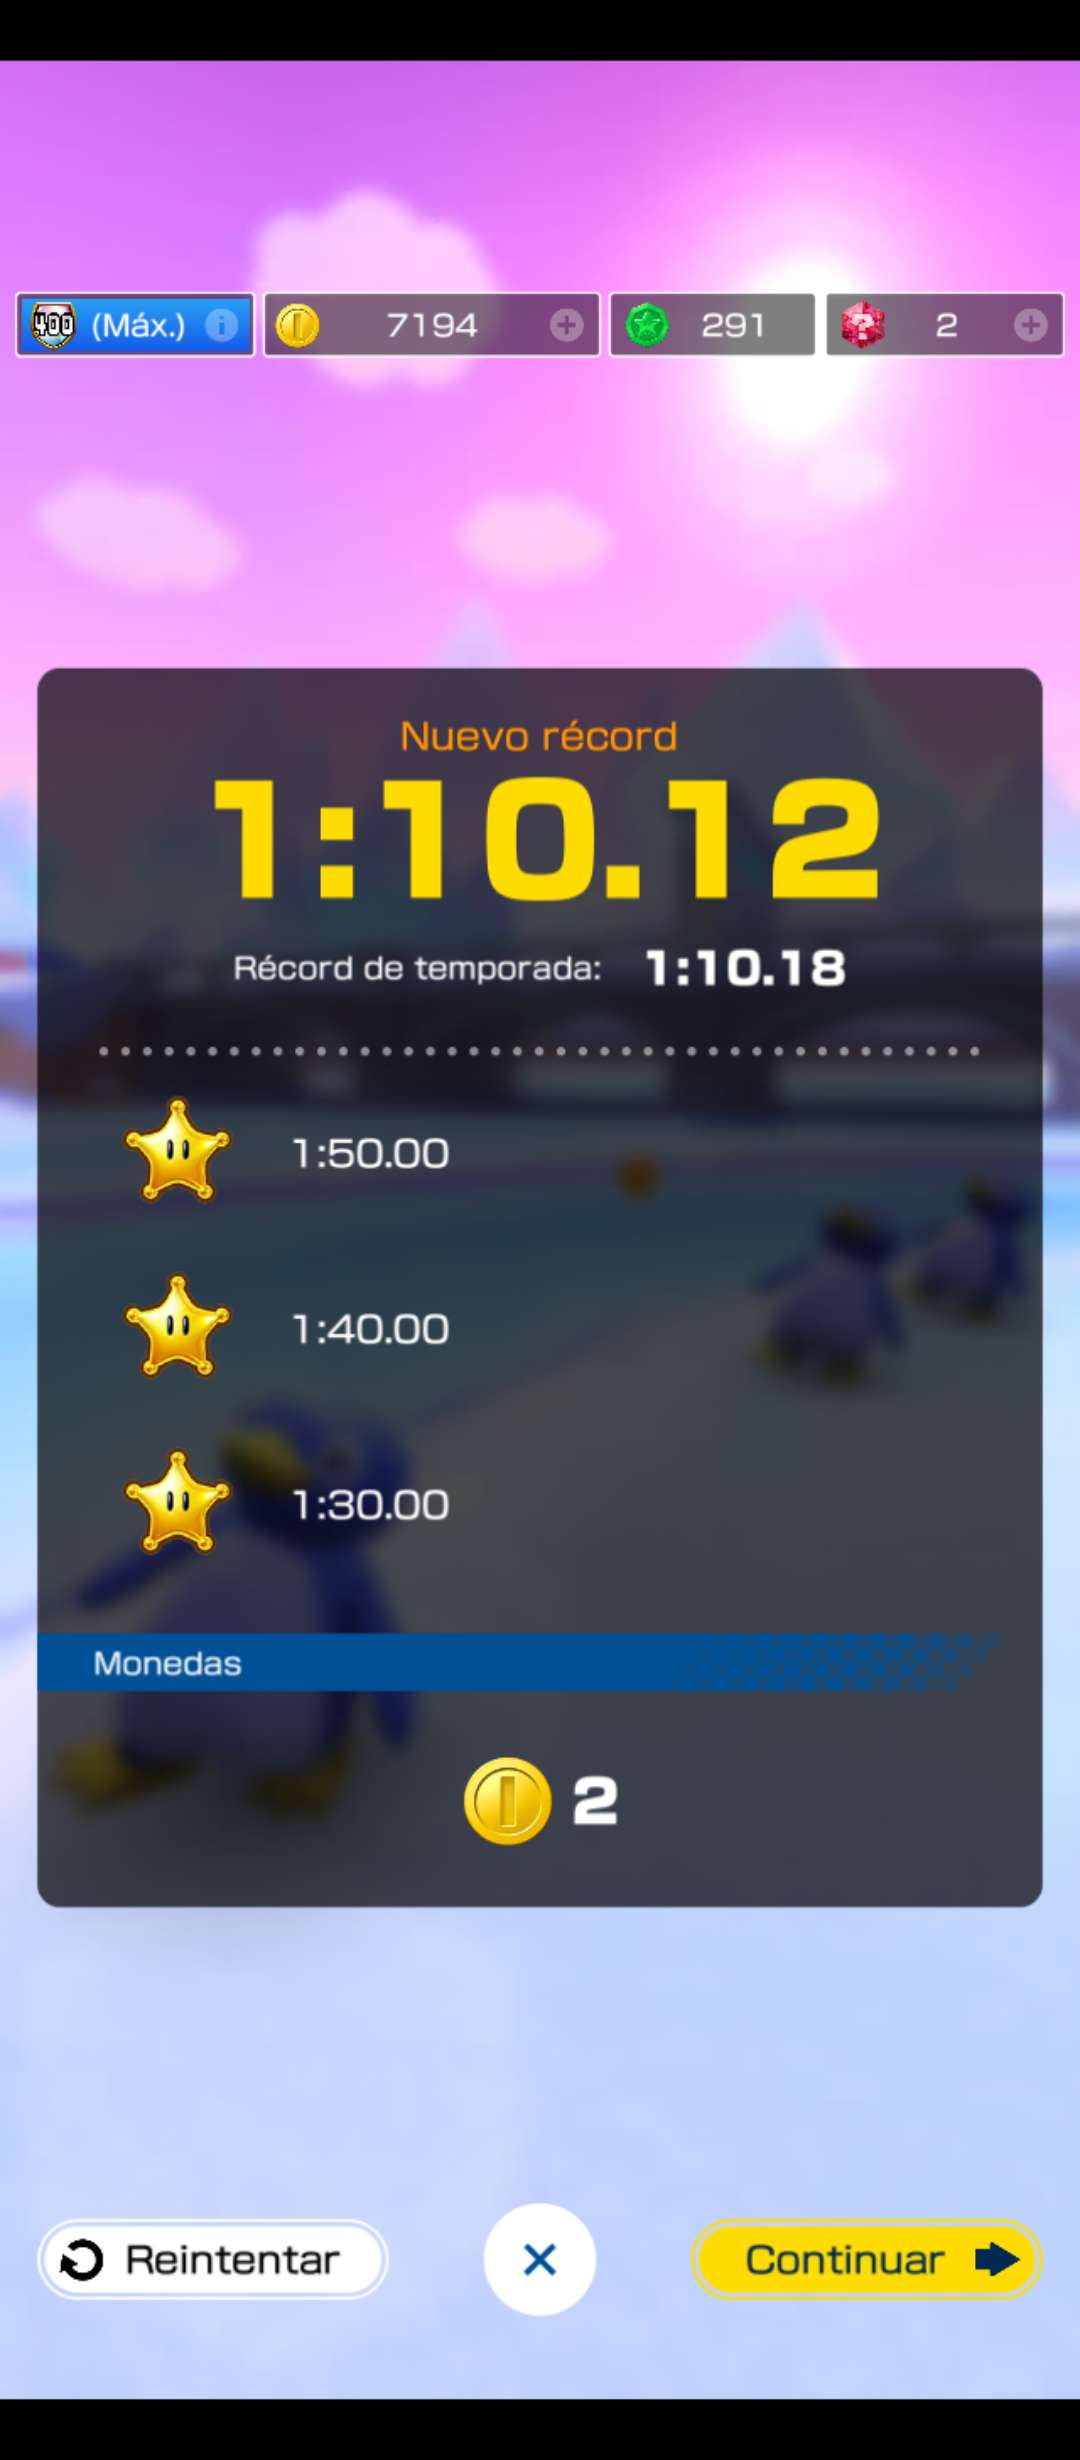 400 (Máx.) i 7194 + 291 ? 2 +
Nuevo récord
1:10.12
Récord de temporada: 1:10.18
1:50.00
1:40.00
1:30.00
Monedas
2
Reintentar × Continuar